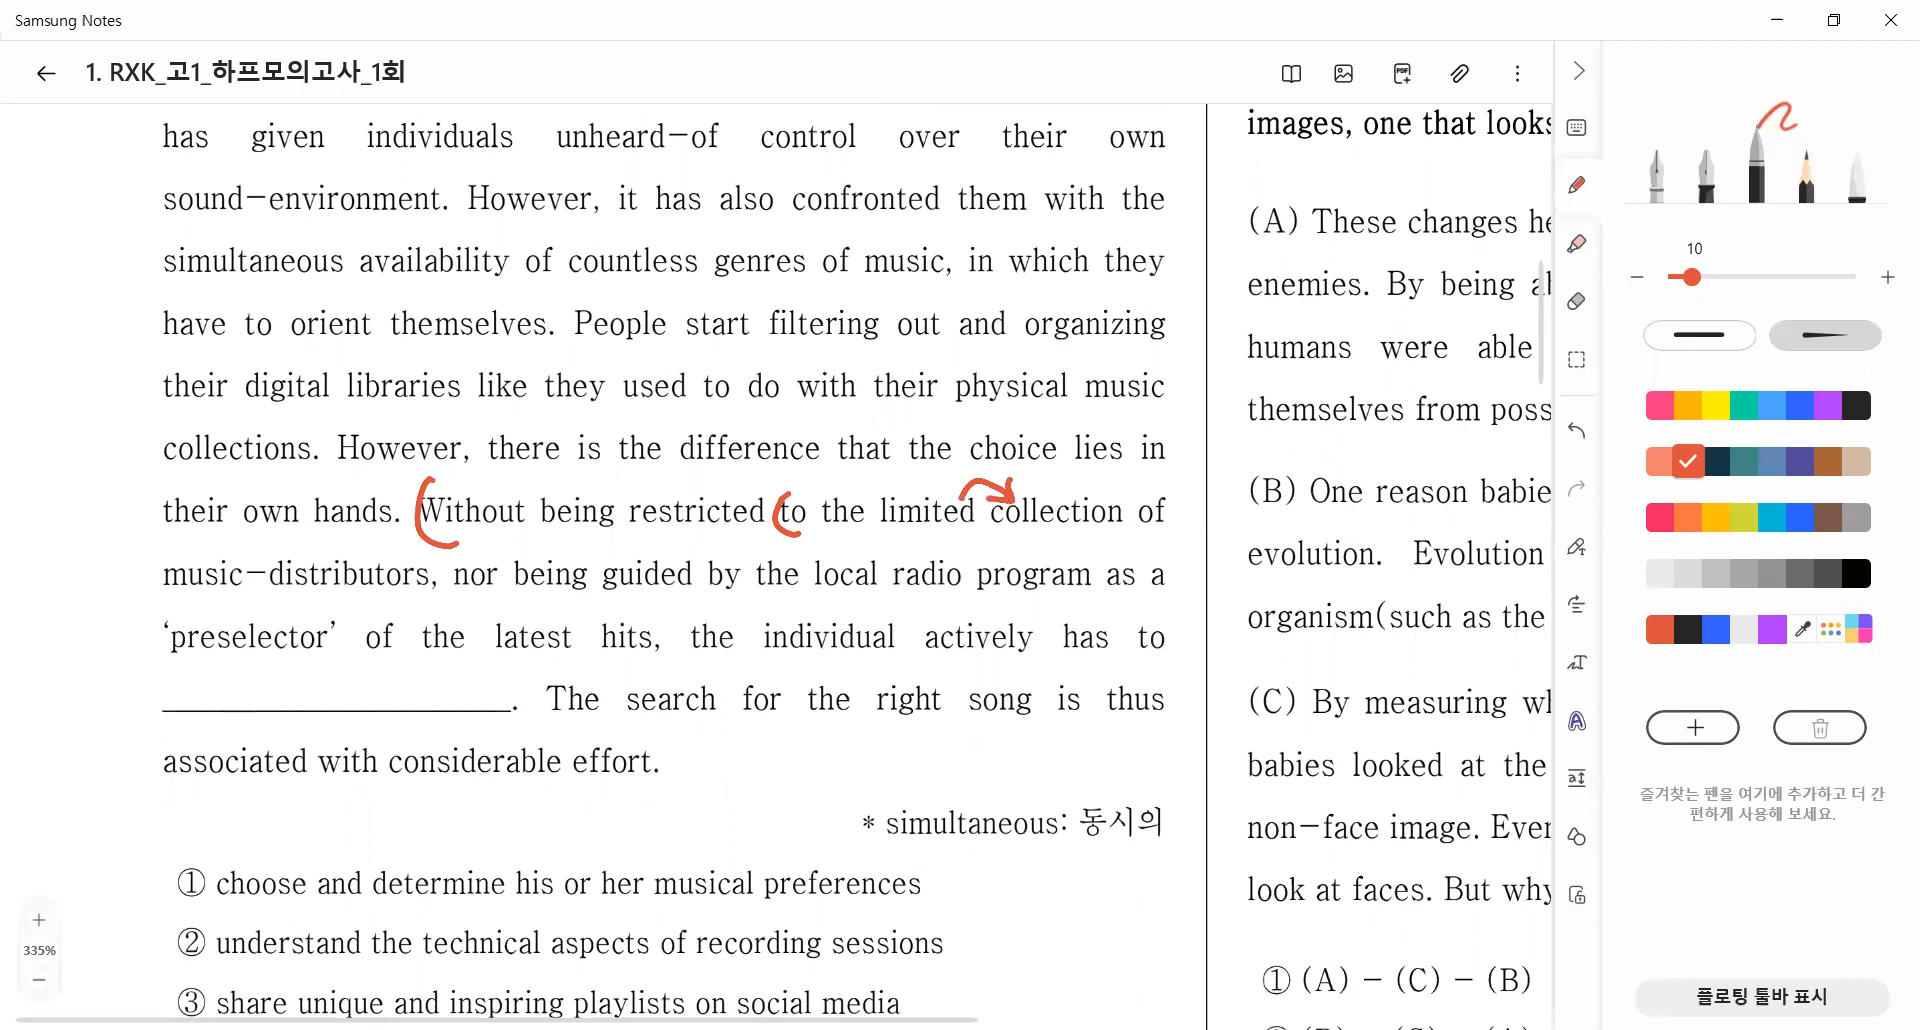 Samsung Notes
1. RXK_고1_하프모의고사_1회
has given individuals unheard-of control over their own
sound-environment. However, it has also confronted them with the
simultaneous availability of countless genres of music, in which they
have to orient themselves. People start filtering out and organizing
their digital libraries like they used to do with their physical music
collections. However, there is the difference that the choice lies in
their own hands. Without being restricted to the limited collection of
music-distributors, nor being guided by the local radio program as a
‘preselector’ of the latest hits, the individual actively has to
______________________. The search for the right song is thus
associated with considerable effort.
* simultaneous: 동시의
① choose and determine his or her musical preferences
② understand the technical aspects of recording sessions
③ share unique and inspiring playlists on social media
images, one that looks
(A) These changes he
enemies. By being ab
humans were able
themselves from poss
(B) One reason babie
evolution. Evolution
organism(such as the
(C) By measuring wh
babies looked at the
non-face image. Ever
look at faces. But why
① (A) - (C) - (B)
335%
10
즐겨찾는 펜을 여기에 추가하고 더 간
편하게 사용해 보세요.
플로팅 툴바 표시